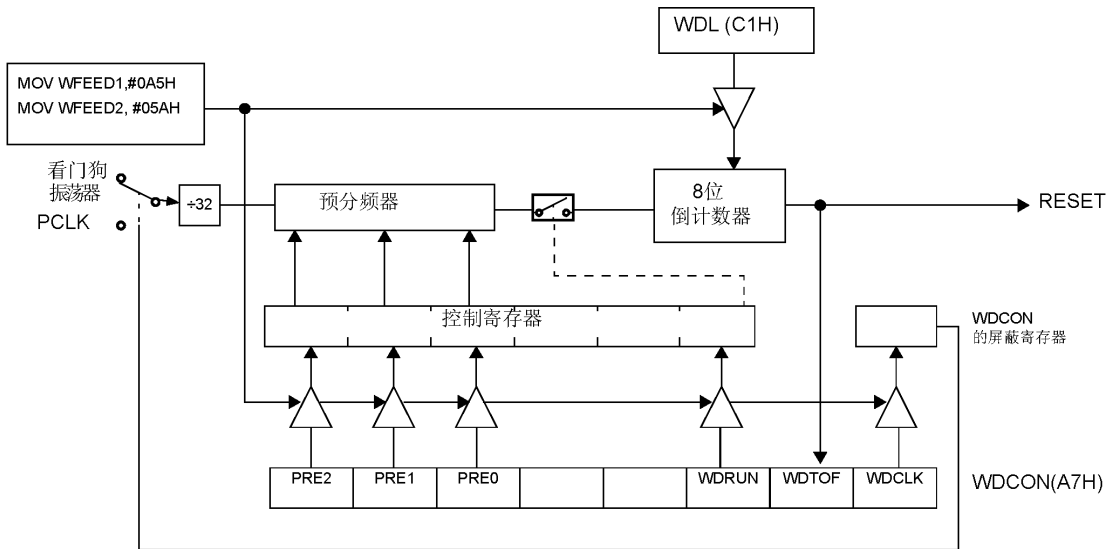 WDL (C1H)
MOV WFEED1,#0A5H
MOV WFEED2, #05AH
看门狗
振荡器
PCLK
÷32
预分频器
8位
倒计数器
RESET
控制寄存器
WDCON
的屏蔽寄存器
PRE2
PRE1
PRE0
WDRUN
WDTOF
WDCLK
WDCON(A7H)